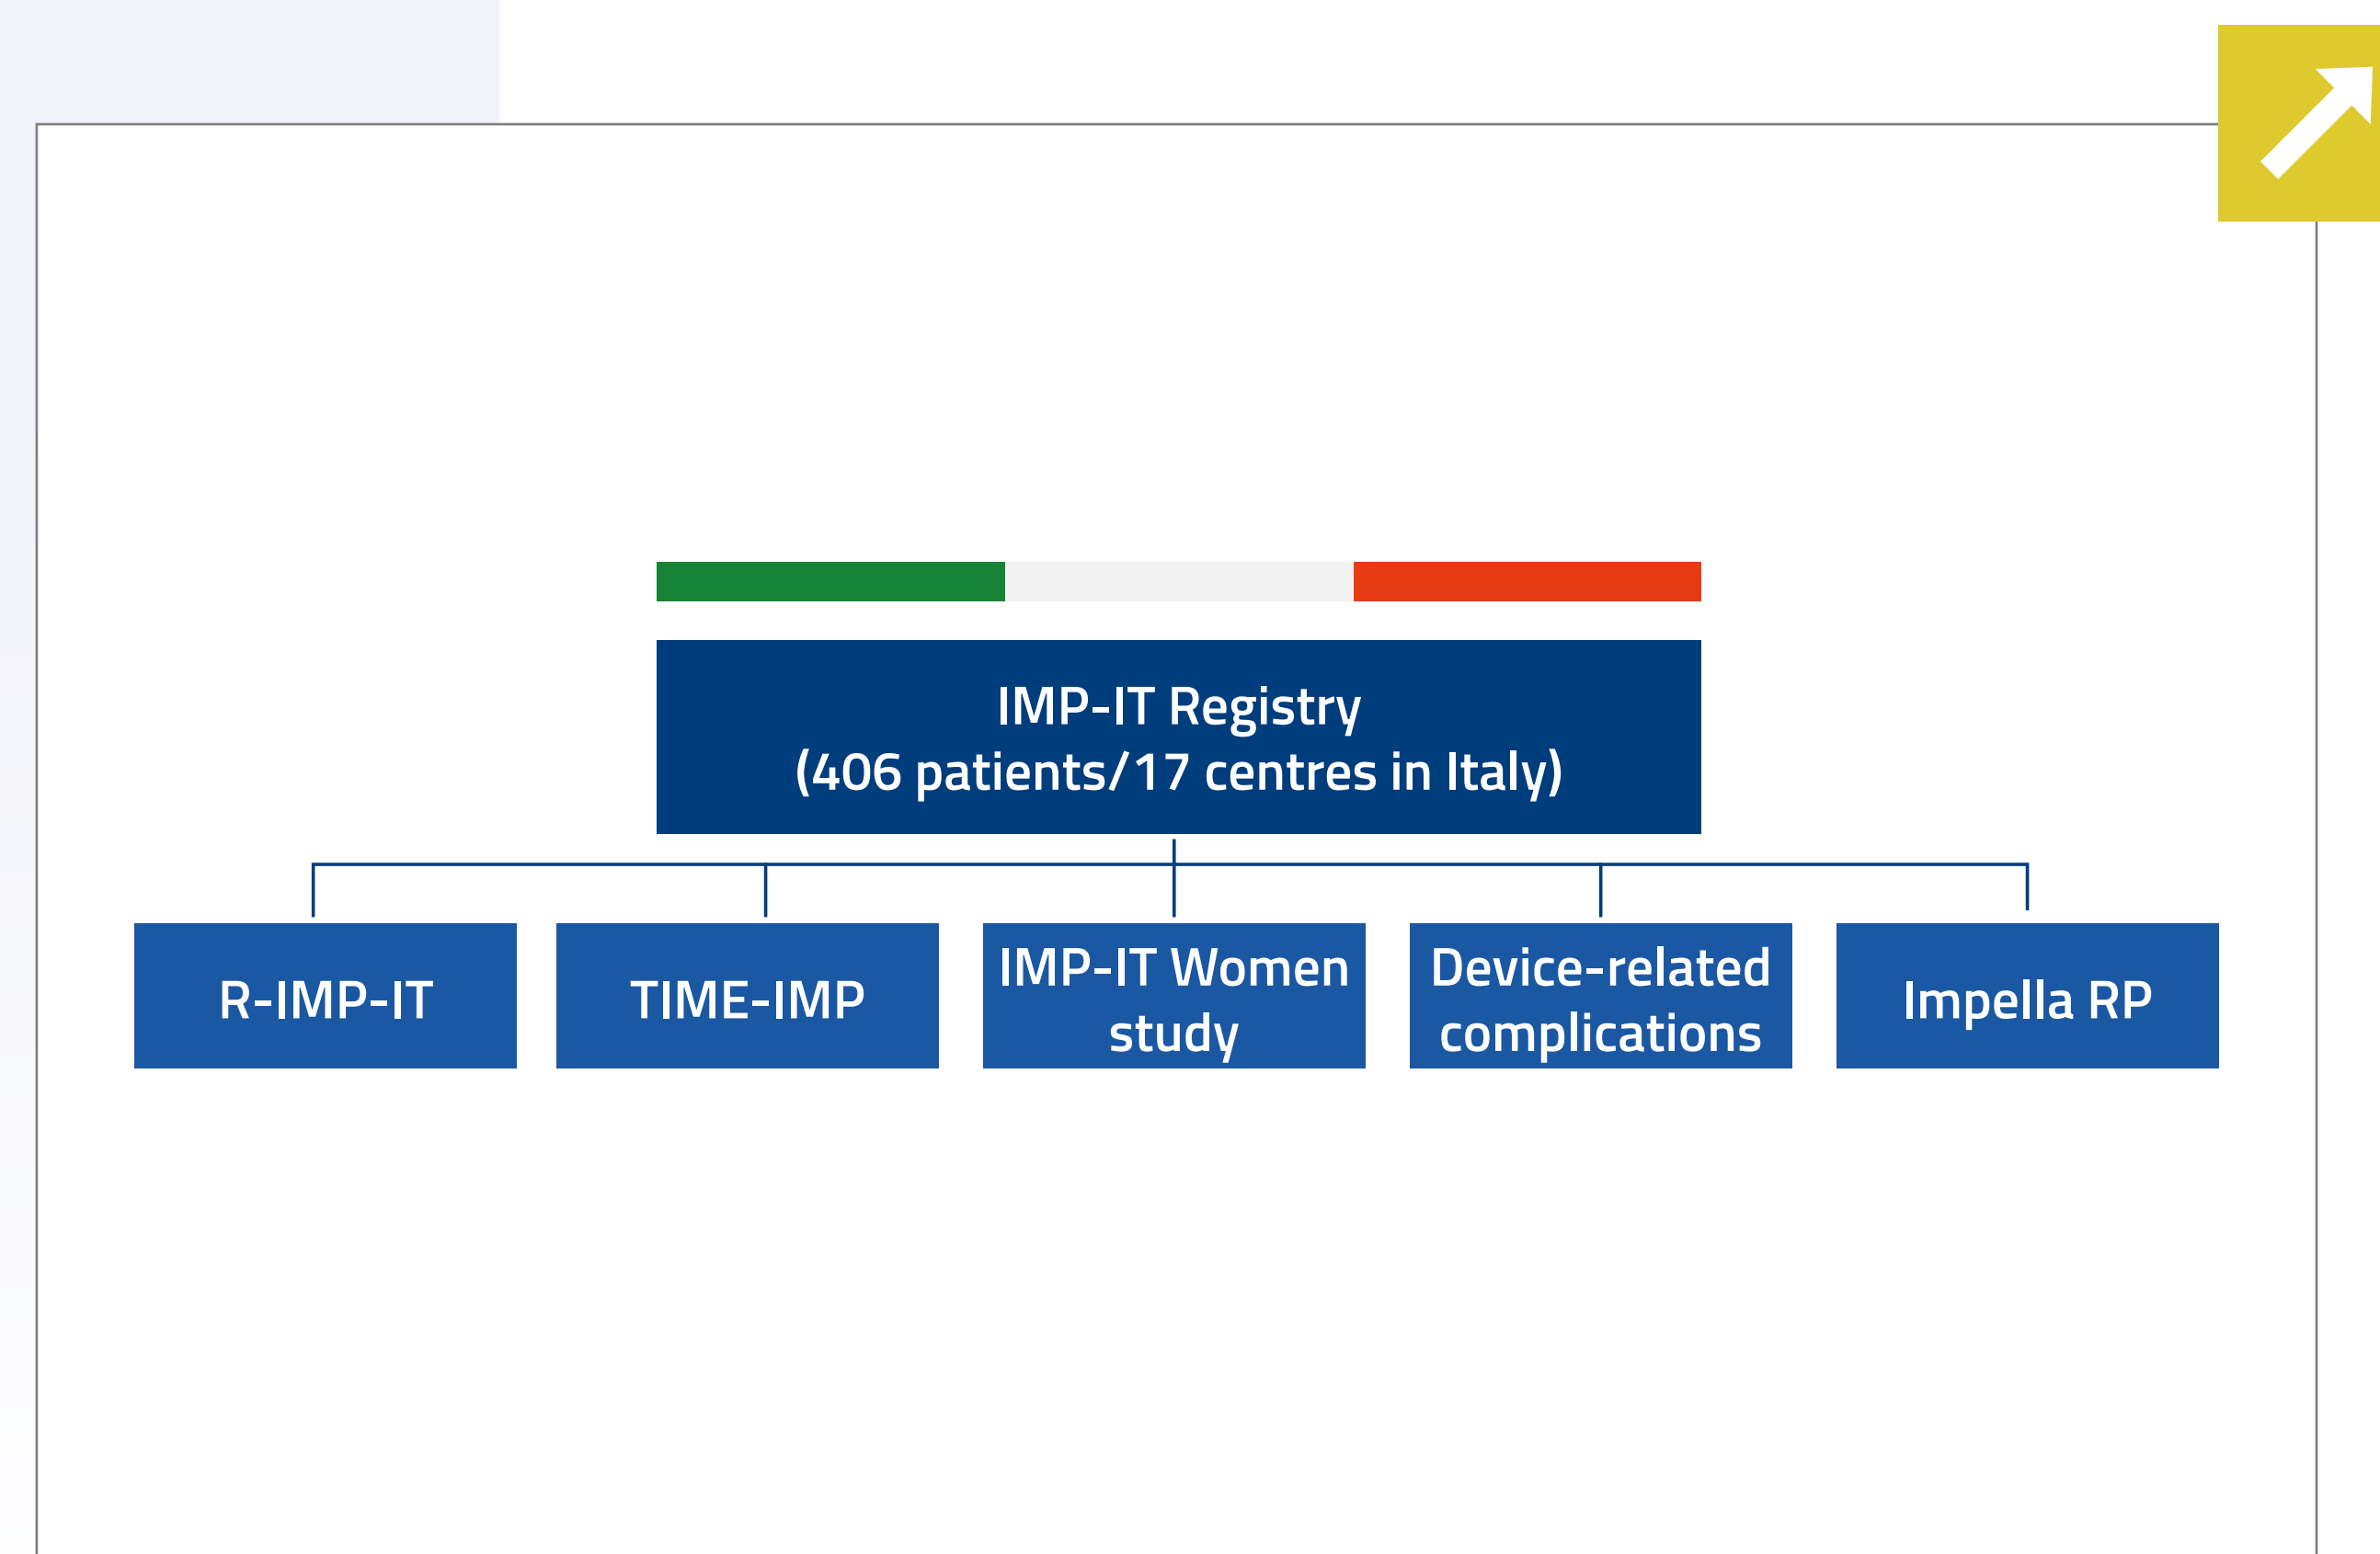 IMP-IT Registry
(406 patients/17 centres in Italy)
R-IMP-IT
TIME-IMP
IMP-IT Women
study
Device-related
complications
Impella RP